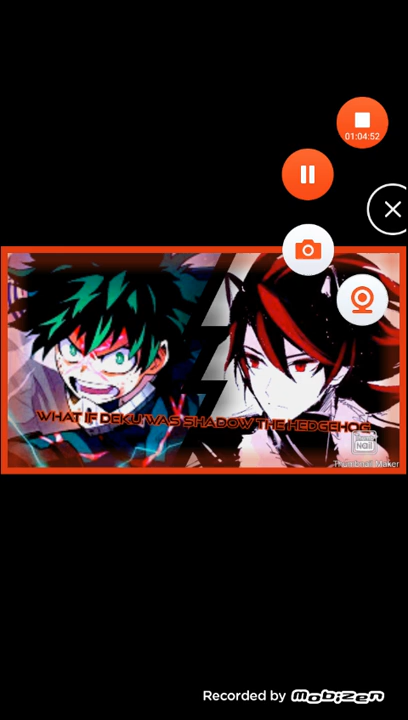 01:04:52
WHAT IF DEKU WAS SHADOW THE HEDGEHOG
Thumbnail Maker
Recorded by mobizen